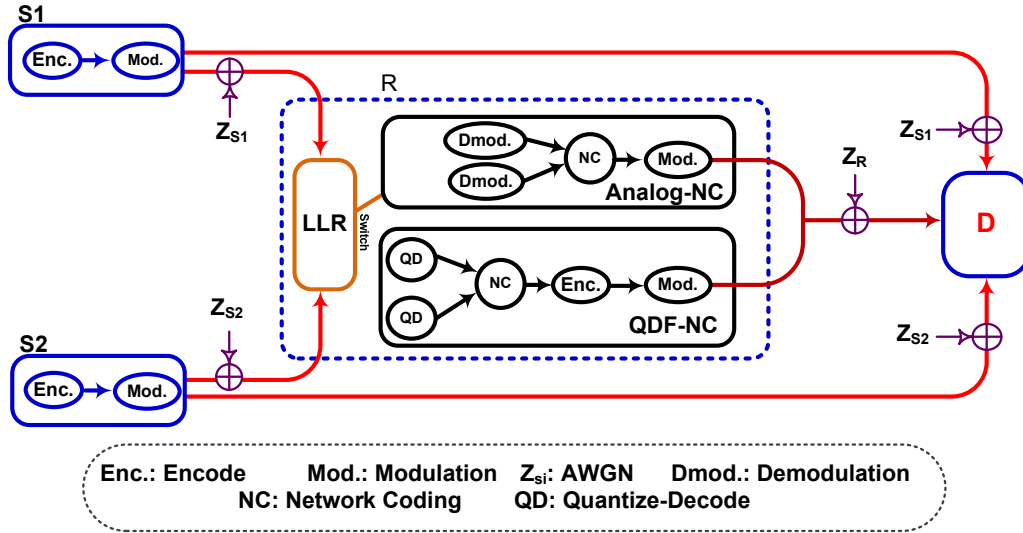 S1
Enc.
Mod.
Z_S1
R
Dmod.
Dmod.
NC
Mod.
Analog-NC
LLR
Switch
QD
QD
NC
Enc.
Mod.
QDF-NC
Z_R
Z_S1
D
Z_S2
Z_S2
S2
Enc.
Mod.
Enc.: Encode Mod.: Modulation Z_si: AWGN Dmod.: Demodulation
NC: Network Coding QD: Quantize-Decode